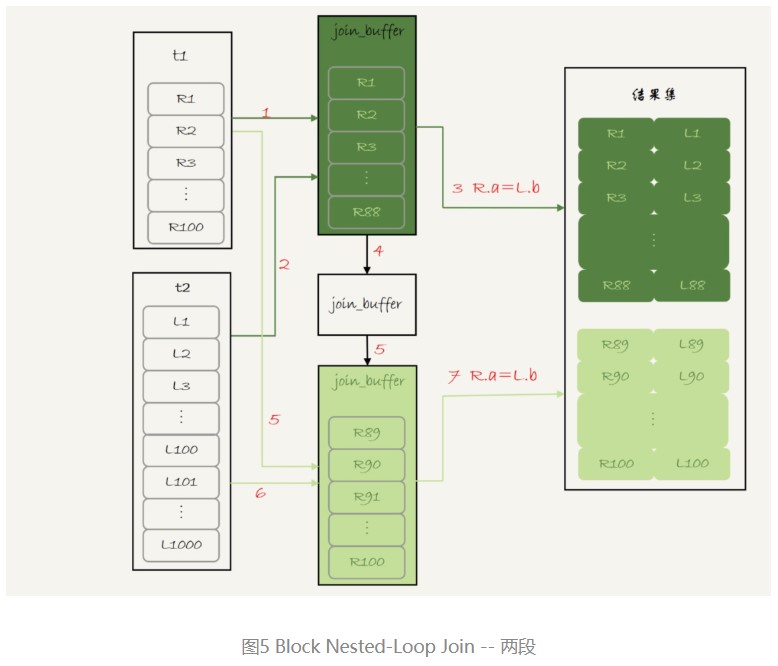 t1
R1
R2
R3
⋮
R100
t2
L1
L2
L3
⋮
L100
L101
⋮
L1000
1
2
5
6
join_buffer
R1
R2
R3
⋮
R88
4
join_buffer
5
join_buffer
R89
R90
R91
⋮
R100
3 R.a=L.b
7 R.a=L.b
结果集
R1 L1
R2 L2
R3 L3
⋮
R88 L88
R89 L89
R90 L90
⋮
R100 L100
图5 Block Nested-Loop Join -- 两段